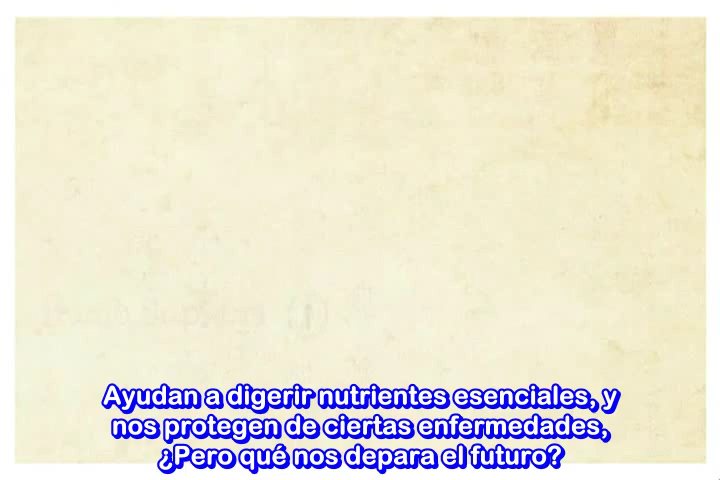 Ayudan a digerir nutrientes esenciales, y
nos protegen de ciertas enfermedades,
¿Pero qué nos depara el futuro?